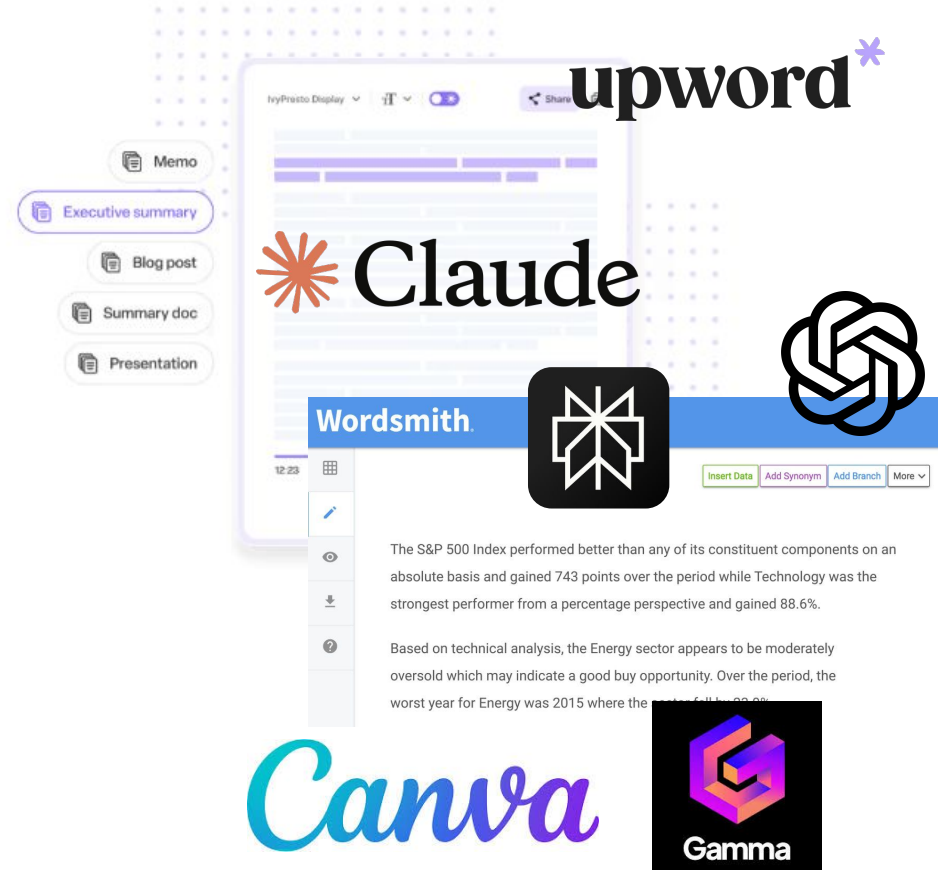 upword*
IvyPresto Display
T
Share
Memo
Executive summary
Blog post
Summary doc
Presentation
Claude
Wordsmith.
12:23
Insert Data
Add Synonym
Add Branch
More
The S&P 500 Index performed better than any of its constituent components on an
absolute basis and gained 743 points over the period while Technology was the
strongest performer from a percentage perspective and gained 88.6%.
Based on technical analysis, the Energy sector appears to be moderately
oversold which may indicate a good buy opportunity. Over the period, the
worst year for Energy was 2015 where the
Canva
Gamma